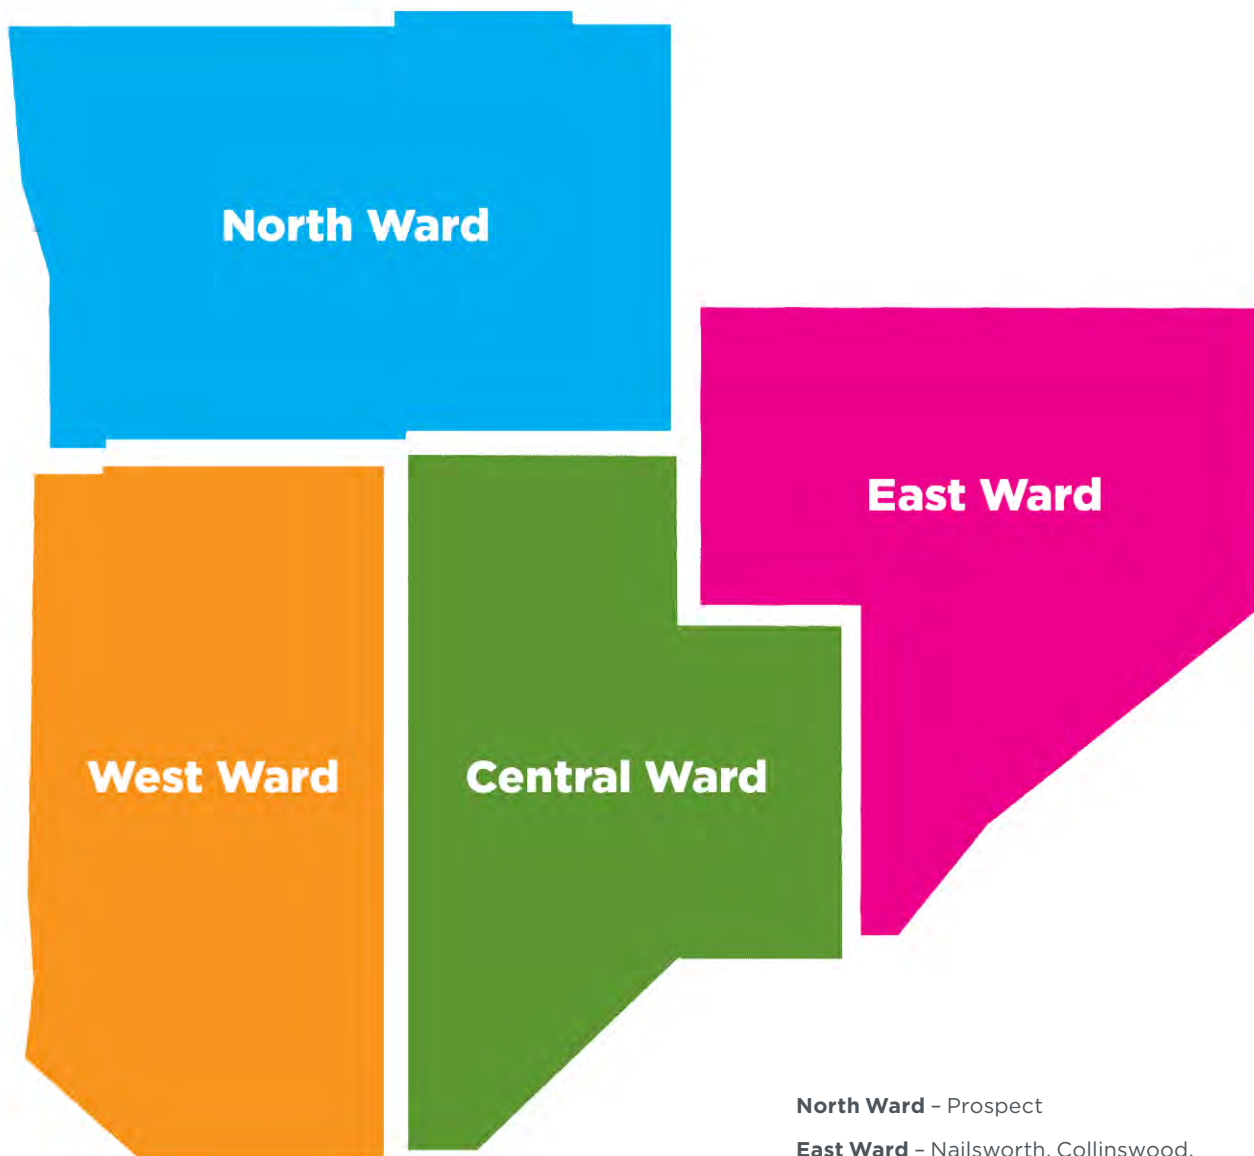 North Ward
East Ward
West Ward
Central Ward
North Ward – Prospect
East Ward – Nailsworth, Collinswood,